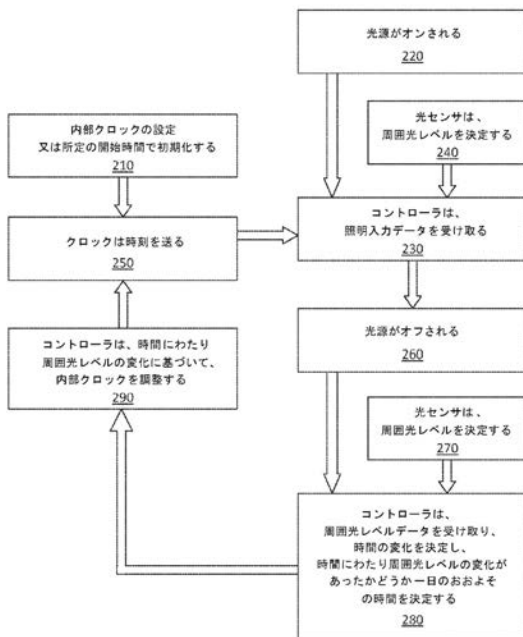 光源がオンされる
220
光センサは、
周囲光レベルを決定する
240
内部クロックの設定
又は所定の開始時間で初期化する
210
コントローラは、
照明入力データを受け取る
230
クロックは時刻を送る
250
光源がオフされる
260
コントローラは、時間にわたり
周囲光レベルの変化に基づいて、
内部クロックを調整する
290
光センサは、
周囲光レベルを決定する
270
コントローラは、
周囲光レベルデータを受け取り、
時間の変化を決定し、
時間にわたり周囲光レベルの変化が
あったかどうか一日のおおよそ
の時間を決定する
280